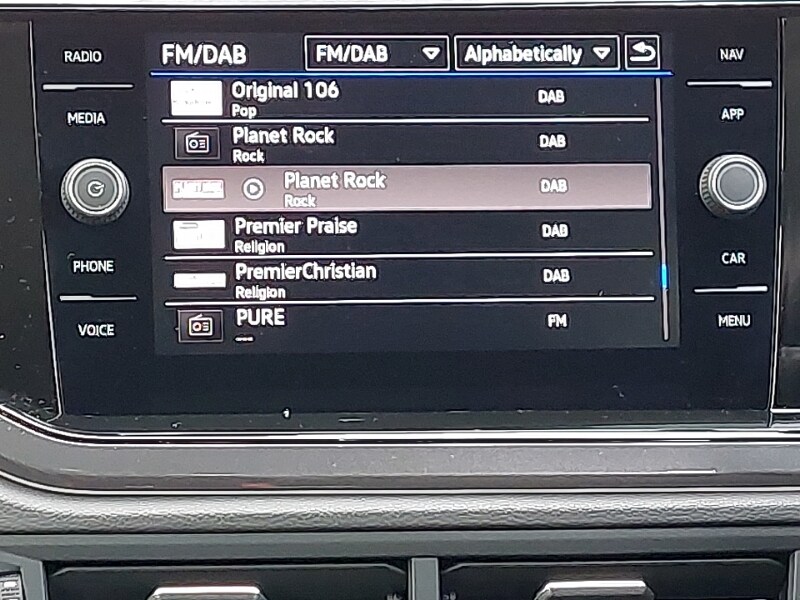 RADIO
FM/DAB FM/DAB Alphabetically
NAV
MEDIA
Original 106 DAB
Pop
APP
Planet Rock DAB
Rock
Planet Rock DAB
Rock
Premier Praise DAB
Religion
PHONE
PremierChristian DAB
Religion
CAR
VOICE
PURE FM
MENU